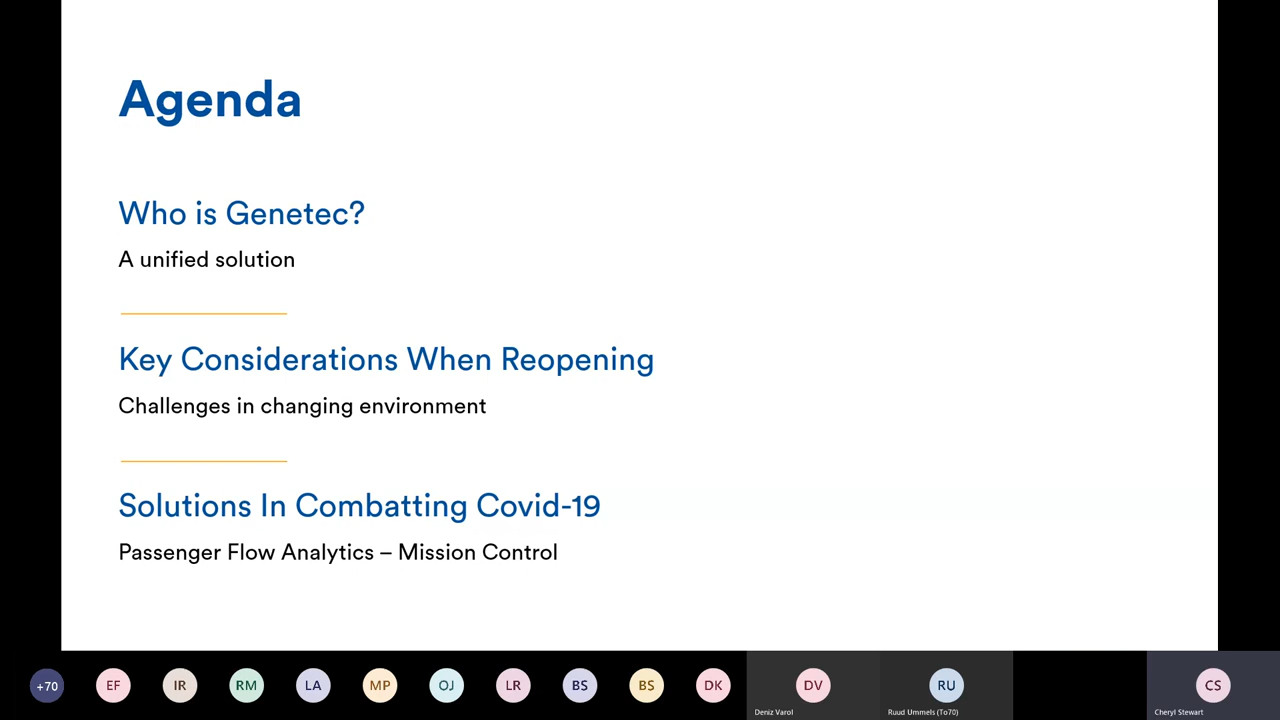 Agenda
Who is Genetec?
A unified solution
Key Considerations When Reopening
Challenges in changing environment
Solutions In Combatting Covid-19
Passenger Flow Analytics – Mission Control
+70
EF
IR
RM
LA
MP
OJ
LR
BS
BS
DK
DV
RU
CS
Deniz Varol
Ruud Ummels (To70)
Cheryl Stewart